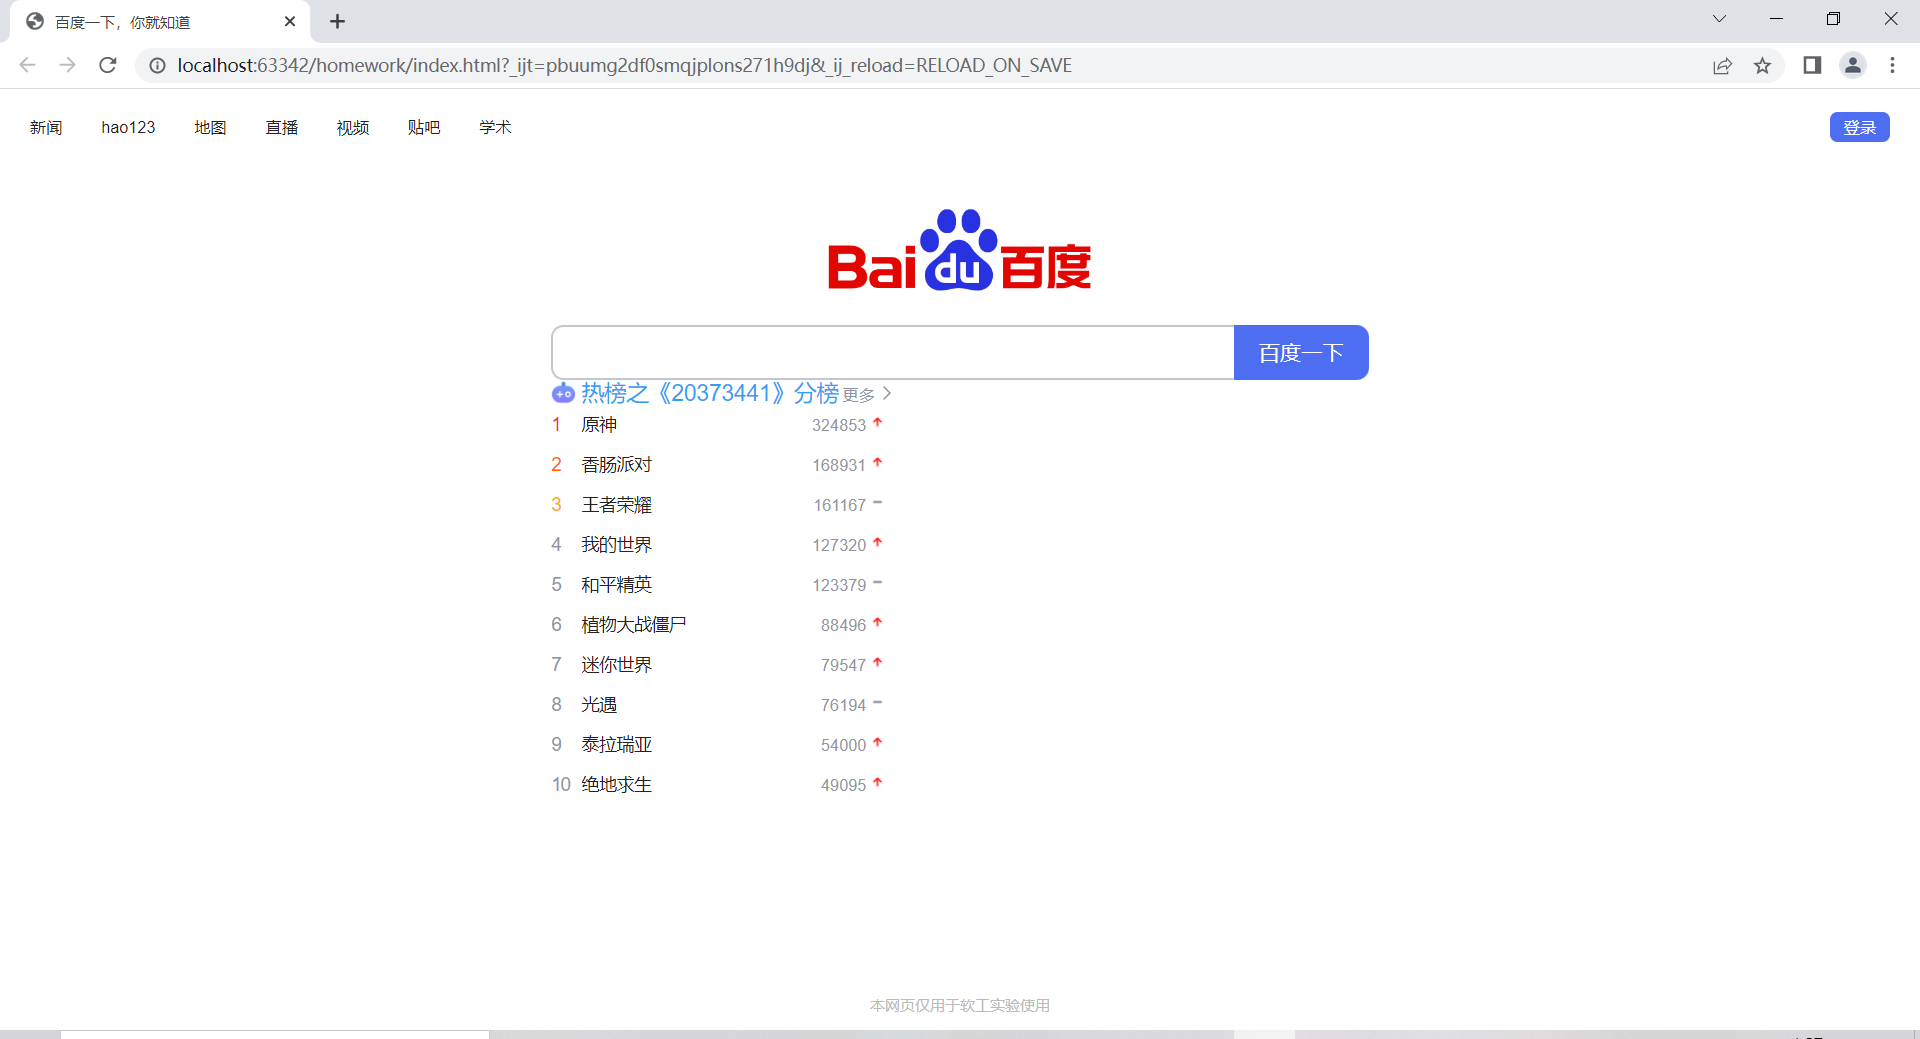 百度一下，你就知道
localhost:63342/homework/index.html?_ijt=pbuumg2df0smqjplons271h9dj&_ij_reload=RELOAD_ON_SAVE
新闻 hao123 地图 直播 视频 贴吧 学术 登录
Bai du 百度
百度一下
热榜之《20373441》分榜 更多
1 原神 324853
2 香肠派对 168931
3 王者荣耀 161167
4 我的世界 127320
5 和平精英 123379
6 植物大战僵尸 88496
7 迷你世界 79547
8 光遇 76194
9 泰拉瑞亚 54000
10 绝地求生 49095
本网页仅用于软工实验使用